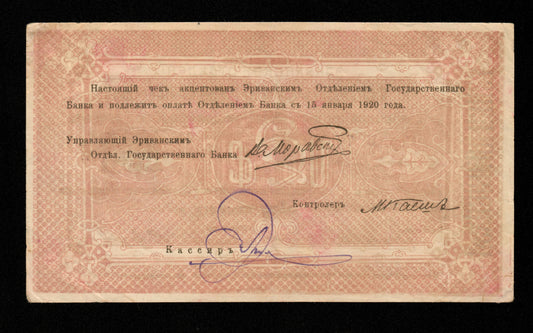 Настоящій чекъ акцептованъ Эриванскимъ Отдѣленіемъ Государственнаго
Банка и подлежитъ оплатѣ Отдѣленіемъ Банка съ 15 января 1920 года.
Управляющій Эриванскимъ
Отдѣл. Государственнаго Банка
Контролеръ
Кассиръ